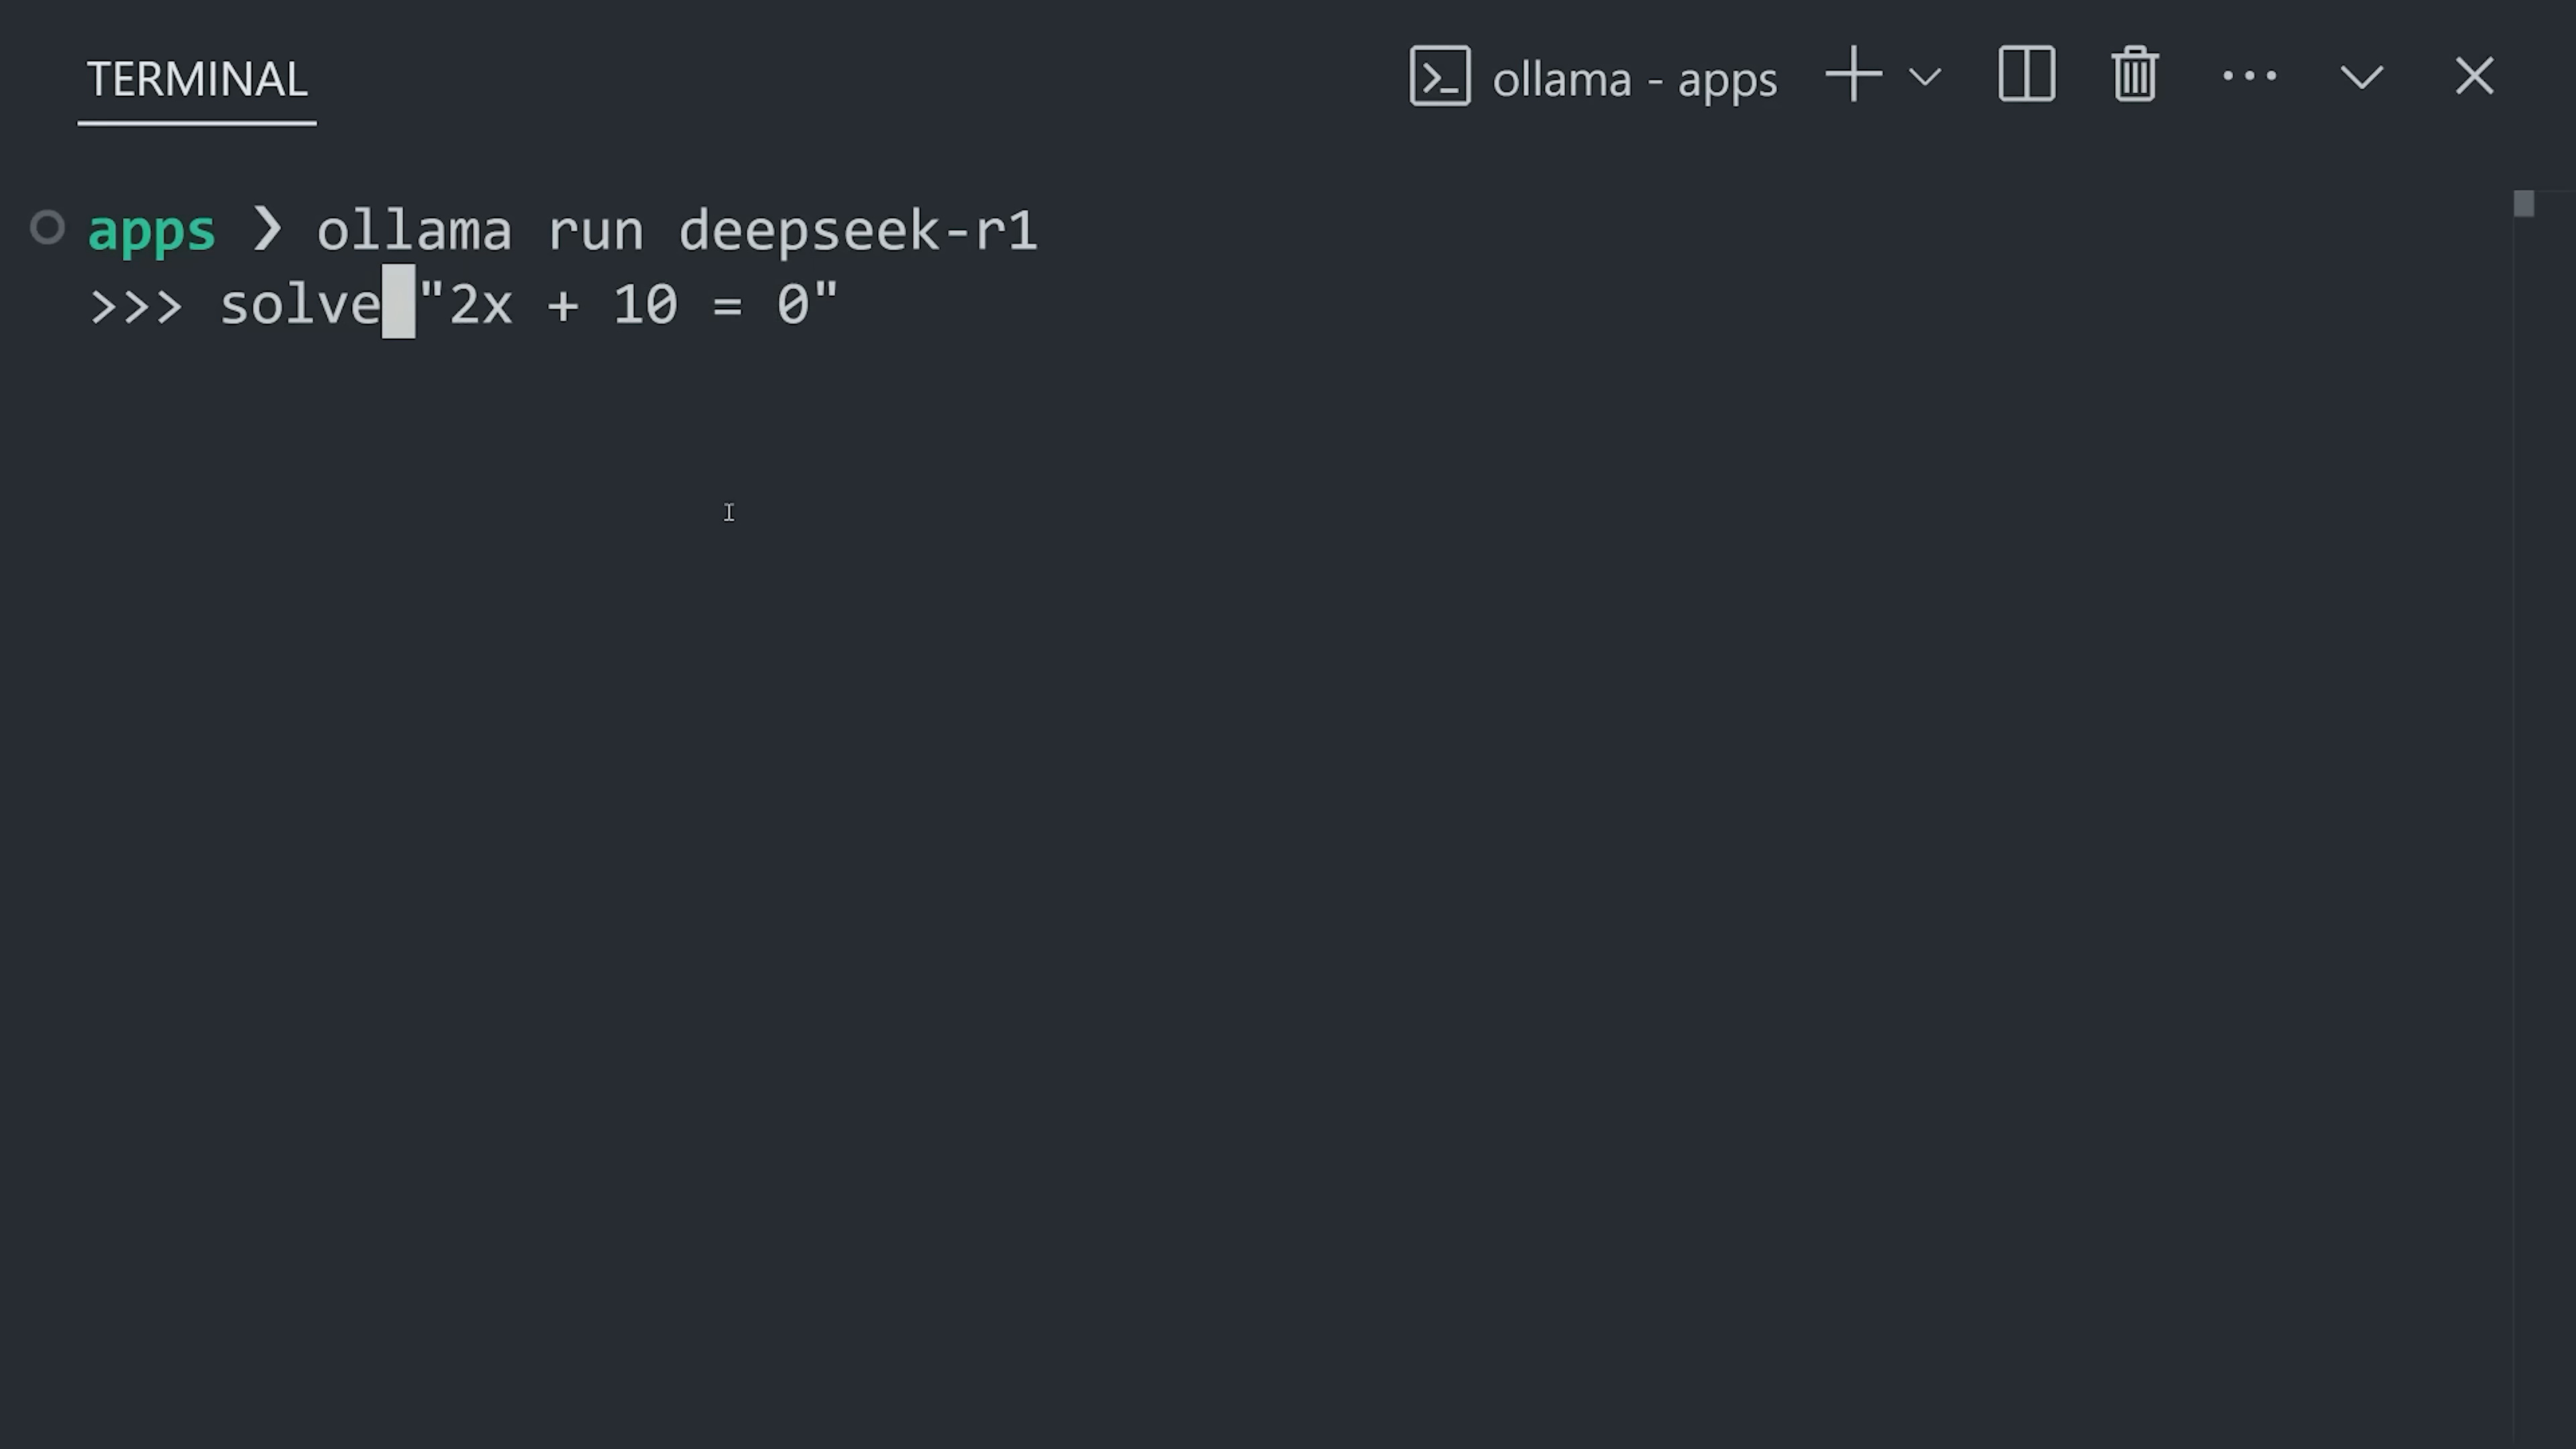 TERMINAL
ollama - apps
apps ❯ ollama run deepseek-r1
>>> solve "2x + 10 = 0"